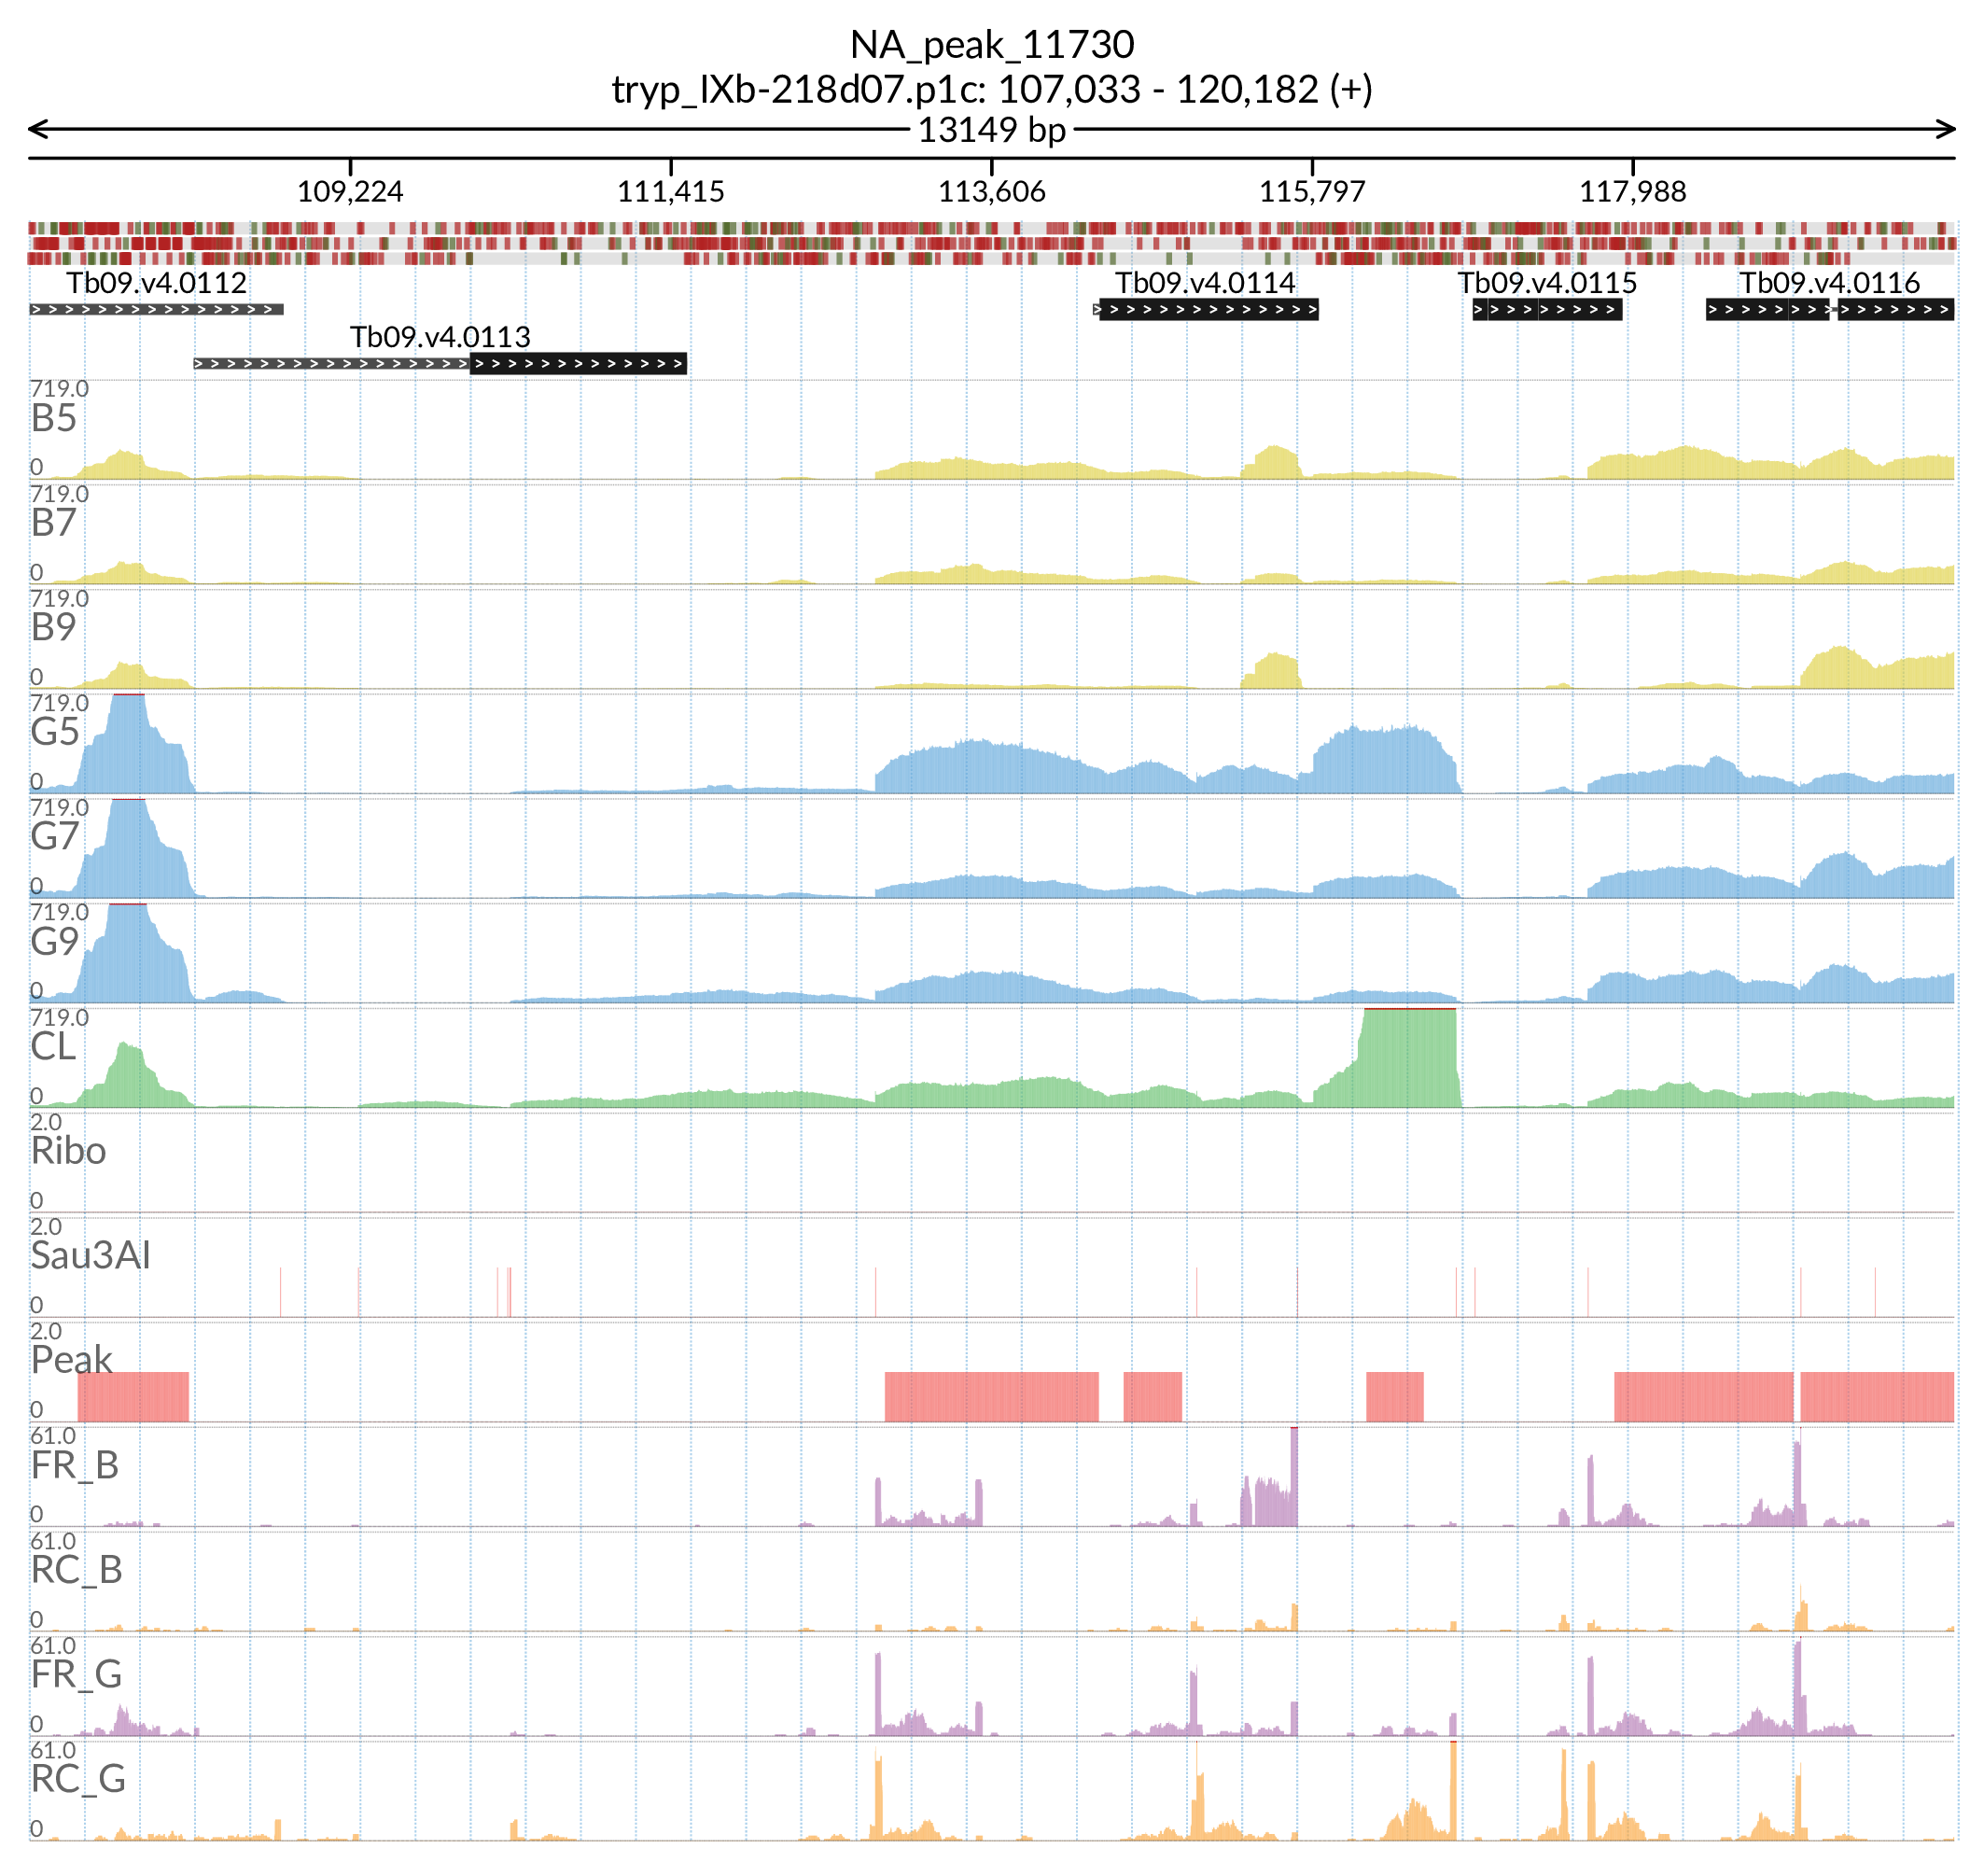 NA_peak_11730
tryp_IXb-218d07.p1c: 107,033 - 120,182 (+)
13149 bp
109,224 111,415 113,606 115,797 117,988
Tb09.v4.0112 Tb09.v4.0114 Tb09.v4.0115 Tb09.v4.0116
Tb09.v4.0113
719.0
B5
0
719.0
B7
0
719.0
B9
0
719.0
G5
0
719.0
G7
0
719.0
G9
0
719.0
CL
0
2.0
Ribo
0
2.0
Sau3AI
0
2.0
Peak
0
61.0
FR_B
0
61.0
RC_B
0
61.0
FR_G
0
61.0
RC_G
0